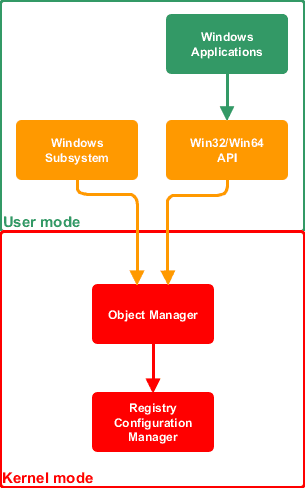 Windows
Applications
Windows
Subsystem
Win32/Win64
API
User mode
Object Manager
Registry
Configuration
Manager
Kernel mode